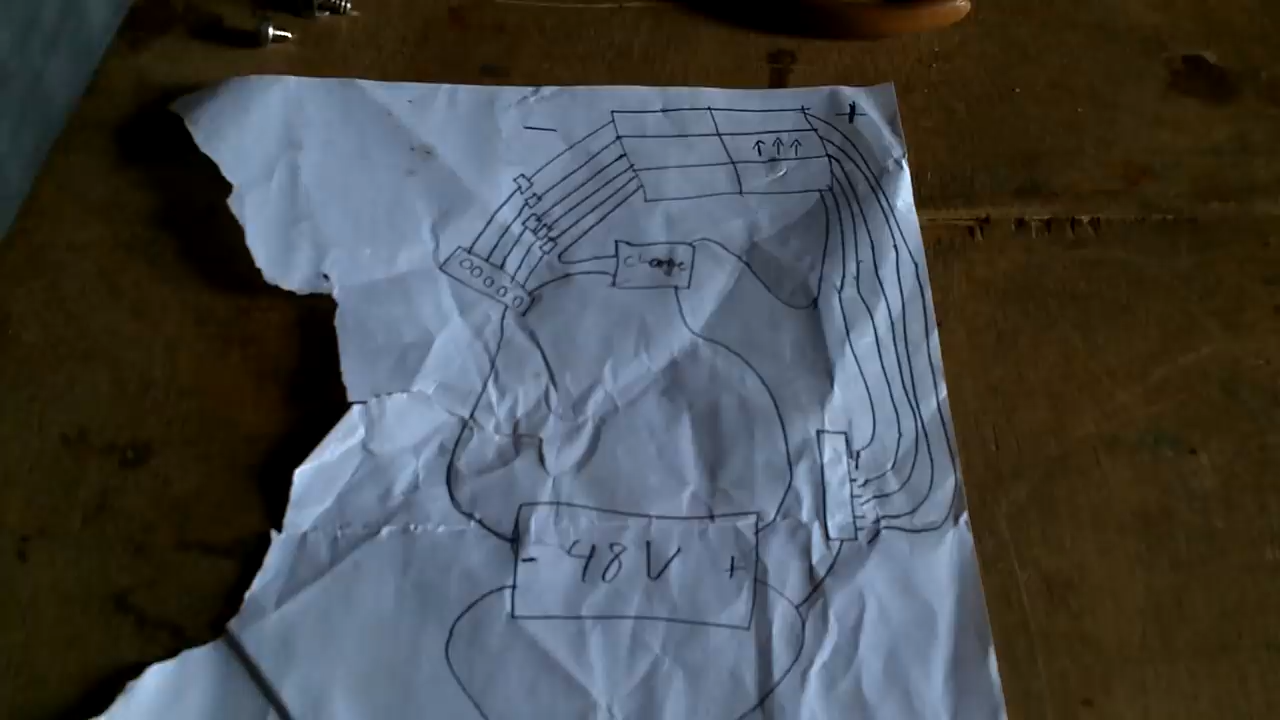 - +
↑↑↑
Charge
- 48V +